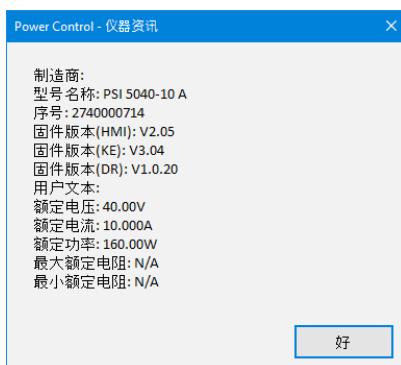 Power Control - 仪器资讯
制造商:
型号名称: PSI 5040-10 A
序号: 2740000714
固件版本(HMI): V2.05
固件版本(KE): V3.04
固件版本(DR): V1.0.20
用户文本:
额定电压: 40.00V
额定电流: 10.000A
额定功率: 160.00W
最大额定电阻: N/A
最小额定电阻: N/A
好